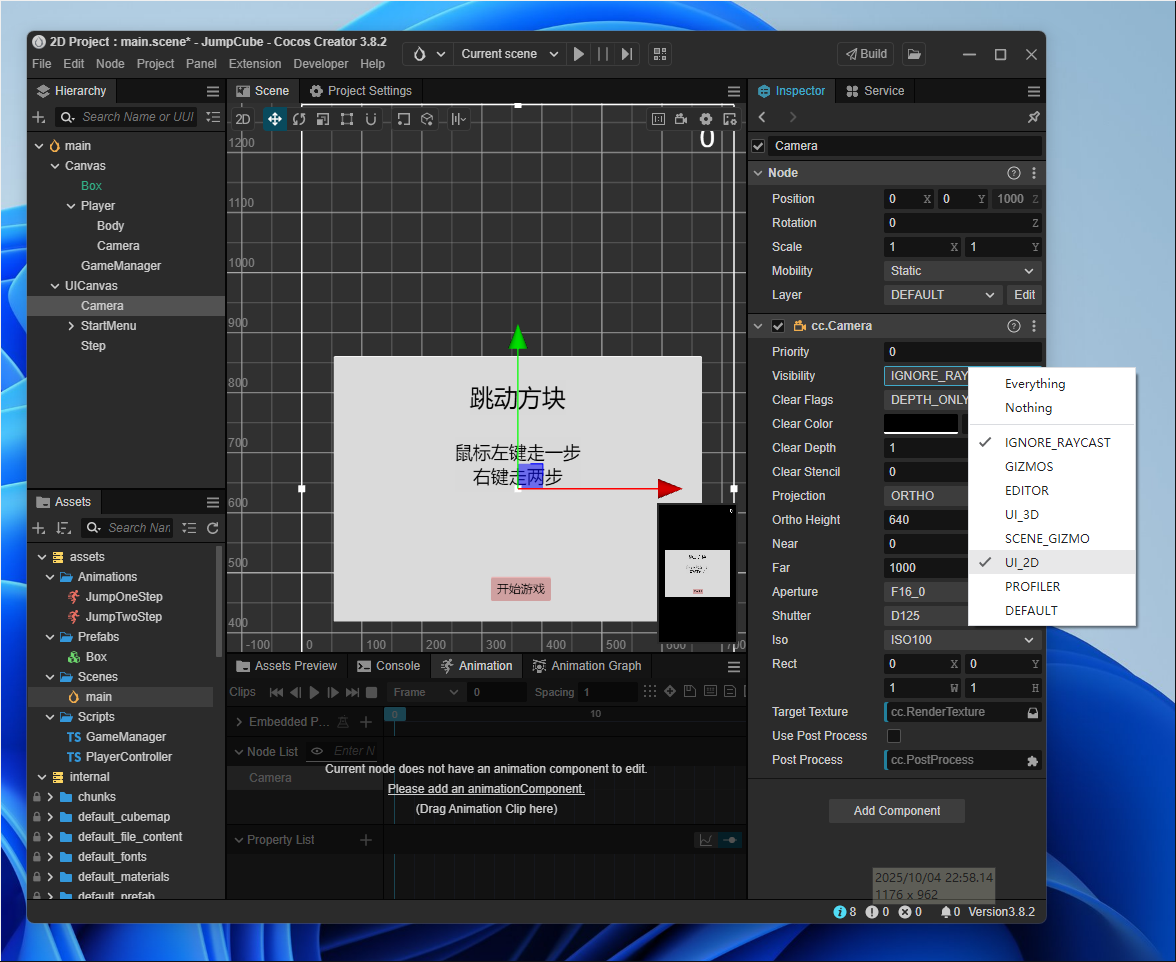 2D Project : main.scene* - JumpCube - Cocos Creator 3.8.2
Current scene
Build
File Edit Node Project Panel Extension Developer Help
Hierarchy
Search Name or UUI
main
Canvas
Box
Player
Body
Camera
GameManager
UICanvas
Camera
StartMenu
Step
Assets
Search Nar
assets
Animations
JumpOneStep
JumpTwoStep
Prefabs
Box
Scenes
main
Scripts
TS GameManager
TS PlayerController
internal
chunks
default_cubemap
default_file_content
default_fonts
default_materials
default_prefab
Scene
Project Settings
2D
0
1200
1100
1000
900
800
700
600
500
400
-100 0 100 200 300 400 500 600 700
跳动方块
鼠标左键走一步
右键走两步
开始游戏
Assets Preview
Console
Animation
Animation Graph
Clips
Frame
0
Spacing
1
Embedded P...
0
10
Node List
Enter N
Camera
Current node does not have an animation component to edit.
Please add an animationComponent.
(Drag Animation Clip here)
Property List
Inspector
Service
Camera
Node
Position 0 X 0 Y 1000 Z
Rotation 0 Z
Scale 1 X 1 Y
Mobility Static
Layer DEFAULT Edit
cc.Camera
Priority 0
Visibility IGNORE_RAY
Clear Flags DEPTH_ONLY
Clear Color
Clear Depth 1
Clear Stencil 0
Projection ORTHO
Ortho Height 640
Near 0
Far 1000
Aperture F16_0
Shutter D125
Iso ISO100
Rect 0 X 0 Y
1 W 1 H
Target Texture cc.RenderTexture
Use Post Process
Post Process cc.PostProcess
Everything
Nothing
IGNORE_RAYCAST
GIZMOS
EDITOR
UI_3D
SCENE_GIZMO
UI_2D
PROFILER
DEFAULT
Add Component
2025/10/04 22:58.14
1176 x 962
8 0 0 0 Version3.8.2